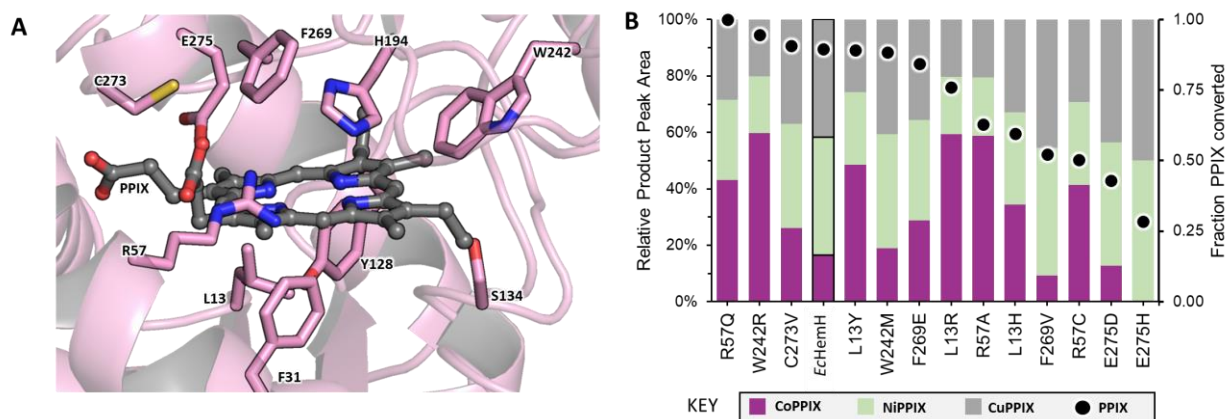 A
E275
F269
H194
W242
C273
PPIX
R57
L13
Y128
S134
F31
B
Relative Product Peak Area
100%
80%
60%
40%
20%
0%
1.00
0.75
0.50
0.25
0.00
Fraction PPIX converted
R57Q
W242R
C273V
EcHemH
L13Y
W242M
F269E
L13R
R57A
L13H
F269V
R57C
E275D
E275H
KEY CoPPIX NiPPIX CuPPIX PPIX